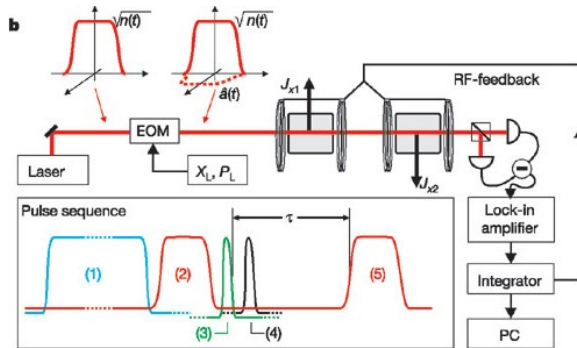 b
√n(t)
√n(t)
â(t)
RF-feedback
J_x1
EOM
Laser
X_L, P_L
J_x2
Lock-in
amplifier
Integrator
PC
Pulse sequence
τ
(1)
(2)
(5)
(3)
(4)